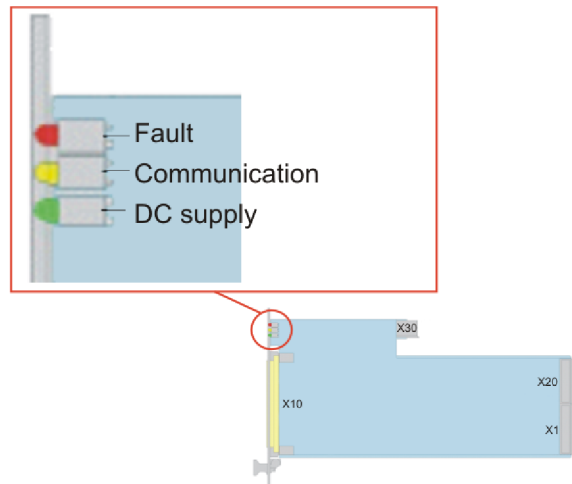 Fault
Communication
DC supply
X30
X20
X10
X1